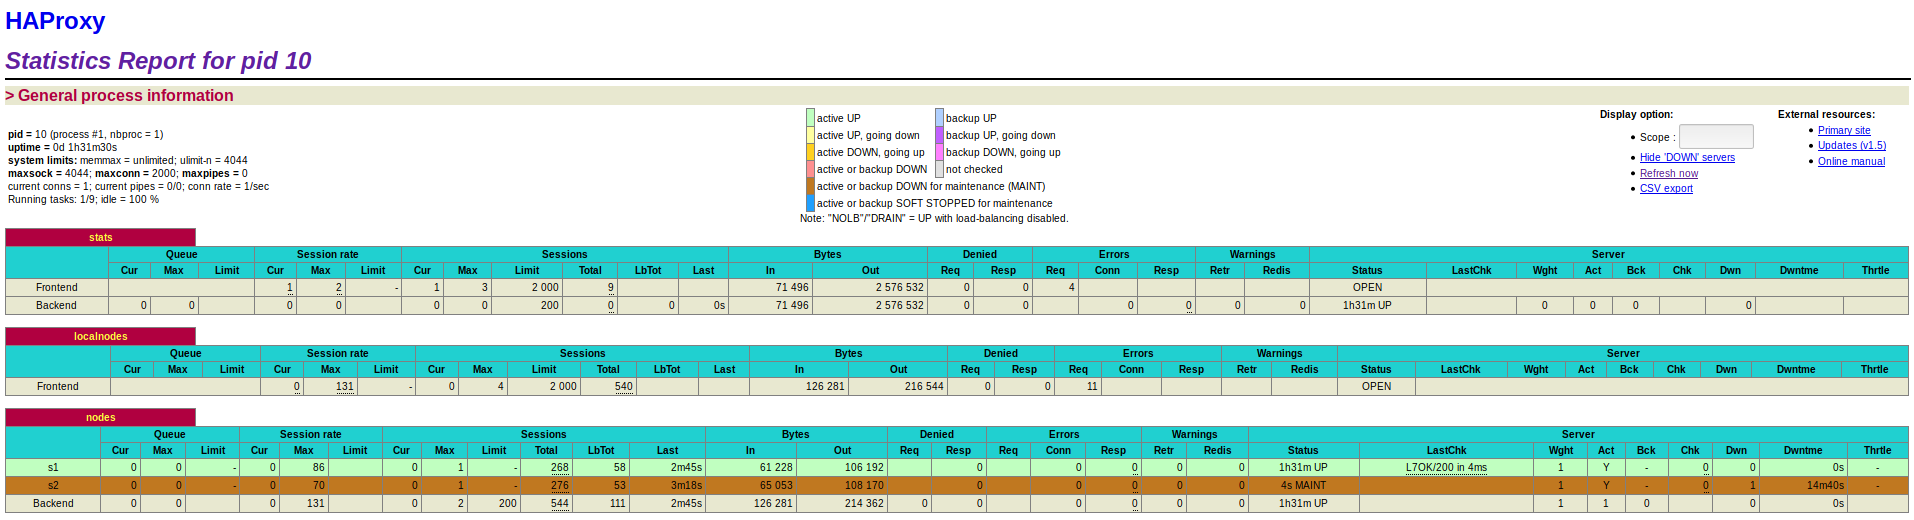 HAProxy
Statistics Report for pid 10
> General process information
pid = 10 (process #1, nbproc = 1)
uptime = 0d 1h31m30s
system limits: memmax = unlimited; ulimit-n = 4044
maxsock = 4044; maxconn = 2000; maxpipes = 0
current conns = 1; current pipes = 0/0; conn rate = 1/sec
Running tasks: 1/9; idle = 100 %
active UP backup UP
active UP, going down backup UP, going down
active DOWN, going up backup DOWN, going up
active or backup DOWN not checked
active or backup DOWN for maintenance (MAINT)
active or backup SOFT STOPPED for maintenance
Note: "NOLB"/"DRAIN" = UP with load-balancing disabled.
Display option:
• Scope :
• Hide 'DOWN' servers
• Refresh now
• CSV export
External resources:
• Primary site
• Updates (v1.5)
• Online manual
stats
Queue Session rate Sessions Bytes Denied Errors Warnings Server
Cur Max Limit Cur Max Limit Cur Max Limit Total LbTot Last In Out Req Resp Req Conn Resp Retr Redis Status LastChk Wght Act Bck Chk Dwn Dwntme Thrtle
Frontend 1 2 - 1 3 2 000 9 71 496 2 576 532 0 0 4 OPEN
Backend 0 0 0 0 0 0 200 0 0 0s 71 496 2 576 532 0 0 0 0 0 0 1h31m UP 0 0 0 0
localnodes
Queue Session rate Sessions Bytes Denied Errors Warnings Server
Cur Max Limit Cur Max Limit Cur Max Limit Total LbTot Last In Out Req Resp Req Conn Resp Retr Redis Status LastChk Wght Act Bck Chk Dwn Dwntme Thrtle
Frontend 0 131 - 0 4 2 000 540 126 281 216 544 0 0 11 OPEN
nodes
Queue Session rate Sessions Bytes Denied Errors Warnings Server
Cur Max Limit Cur Max Limit Cur Max Limit Total LbTot Last In Out Req Resp Req Conn Resp Retr Redis Status LastChk Wght Act Bck Chk Dwn Dwntme Thrtle
s1 0 0 - 0 86 0 1 - 268 58 2m45s 61 228 106 192 0 0 0 0 0 1h31m UP L7OK/200 in 4ms 1 Y - 0 0 0s -
s2 0 0 - 0 70 0 1 - 276 53 3m18s 65 053 108 170 0 0 0 0 0 4s MAINT 1 Y - 0 1 14m40s -
Backend 0 0 0 131 0 2 200 544 111 2m45s 126 281 214 362 0 0 0 0 0 0 1h31m UP 1 1 0 0 0s